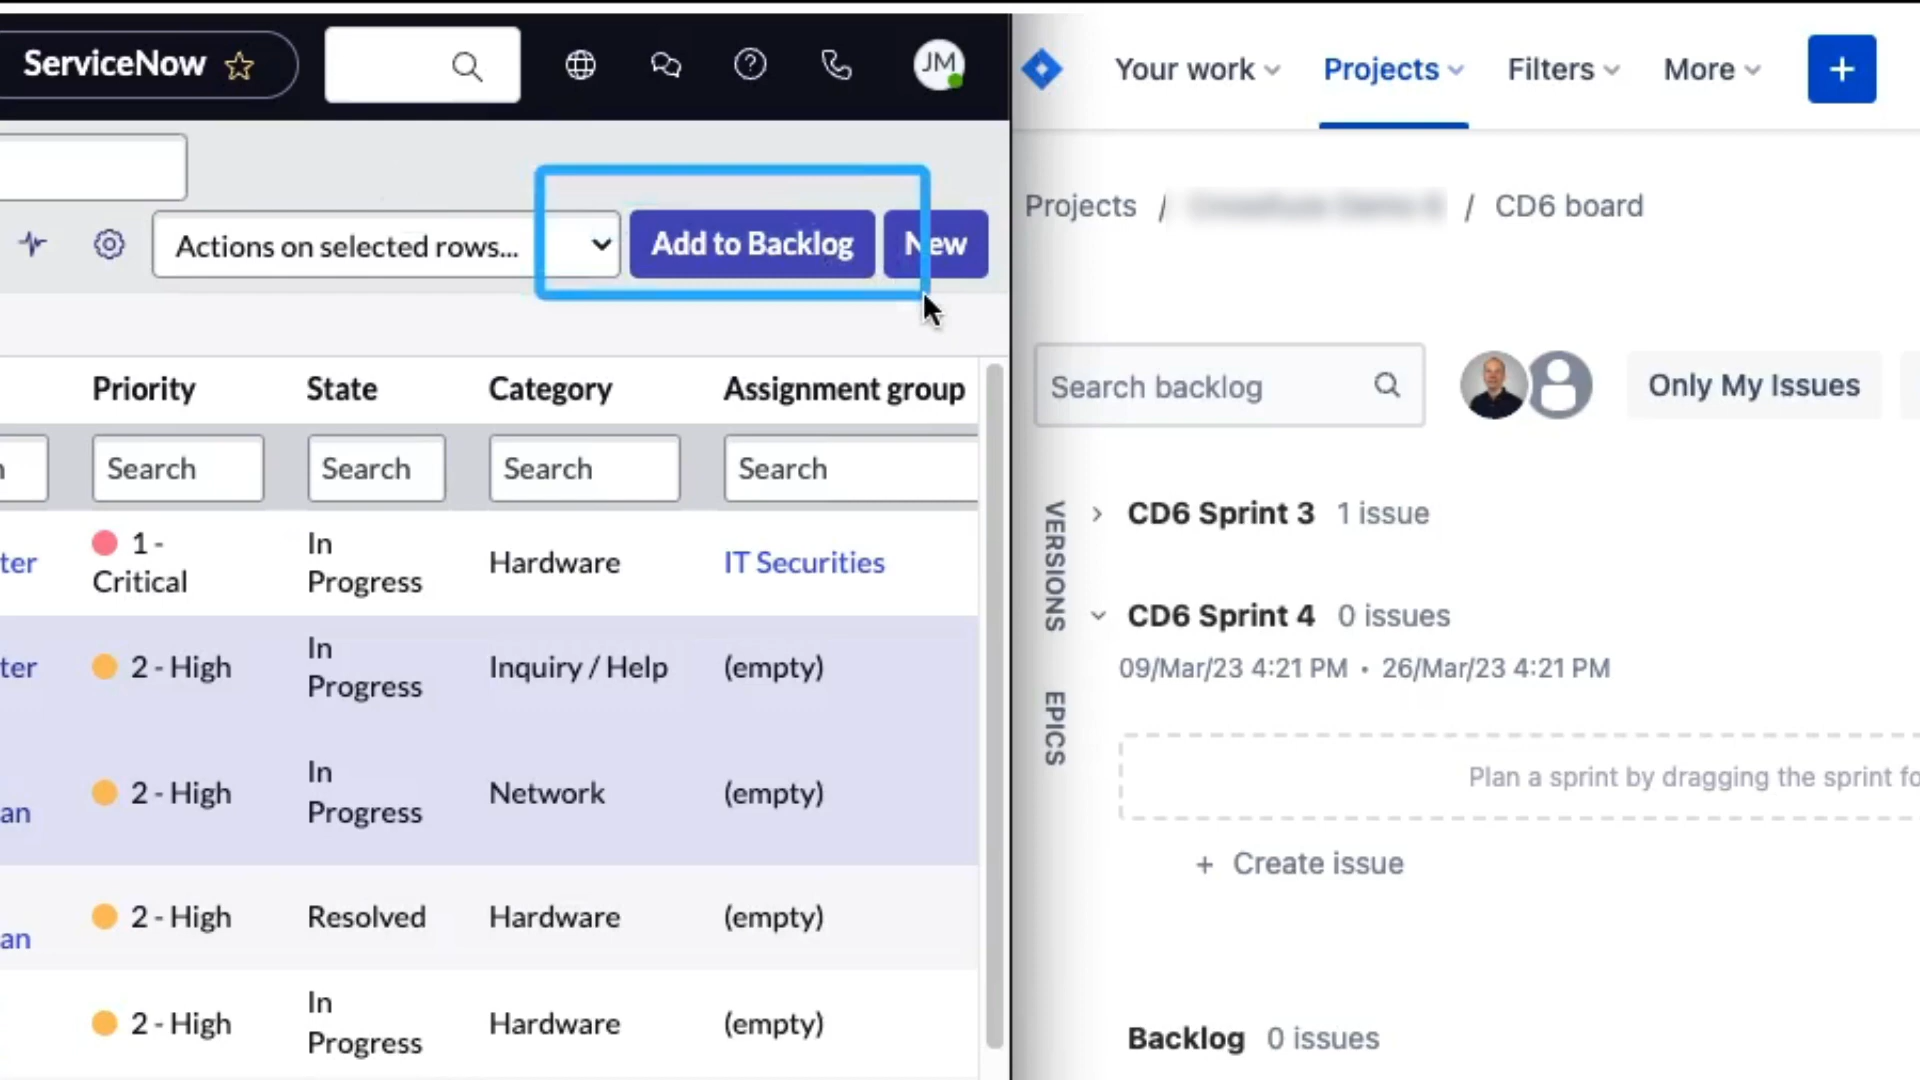 ServiceNow
JM
Actions on selected rows...
Add to Backlog
New
Priority
State
Category
Assignment group
Search
Search
Search
Search
ter
1 -
Critical
In
Progress
Hardware
IT Securities
ter
2 - High
In
Progress
Inquiry / Help
(empty)
an
2 - High
In
Progress
Network
(empty)
an
2 - High
Resolved
Hardware
(empty)
2 - High
In
Progress
Hardware
(empty)
Your work
Projects
Filters
More
+
Projects / / CD6 board
Search backlog
Only My Issues
VERSIONS
EPICS
CD6 Sprint 3 1 issue
CD6 Sprint 4 0 issues
09/Mar/23 4:21 PM • 26/Mar/23 4:21 PM
Plan a sprint by dragging the sprint fo
+ Create issue
Backlog 0 issues